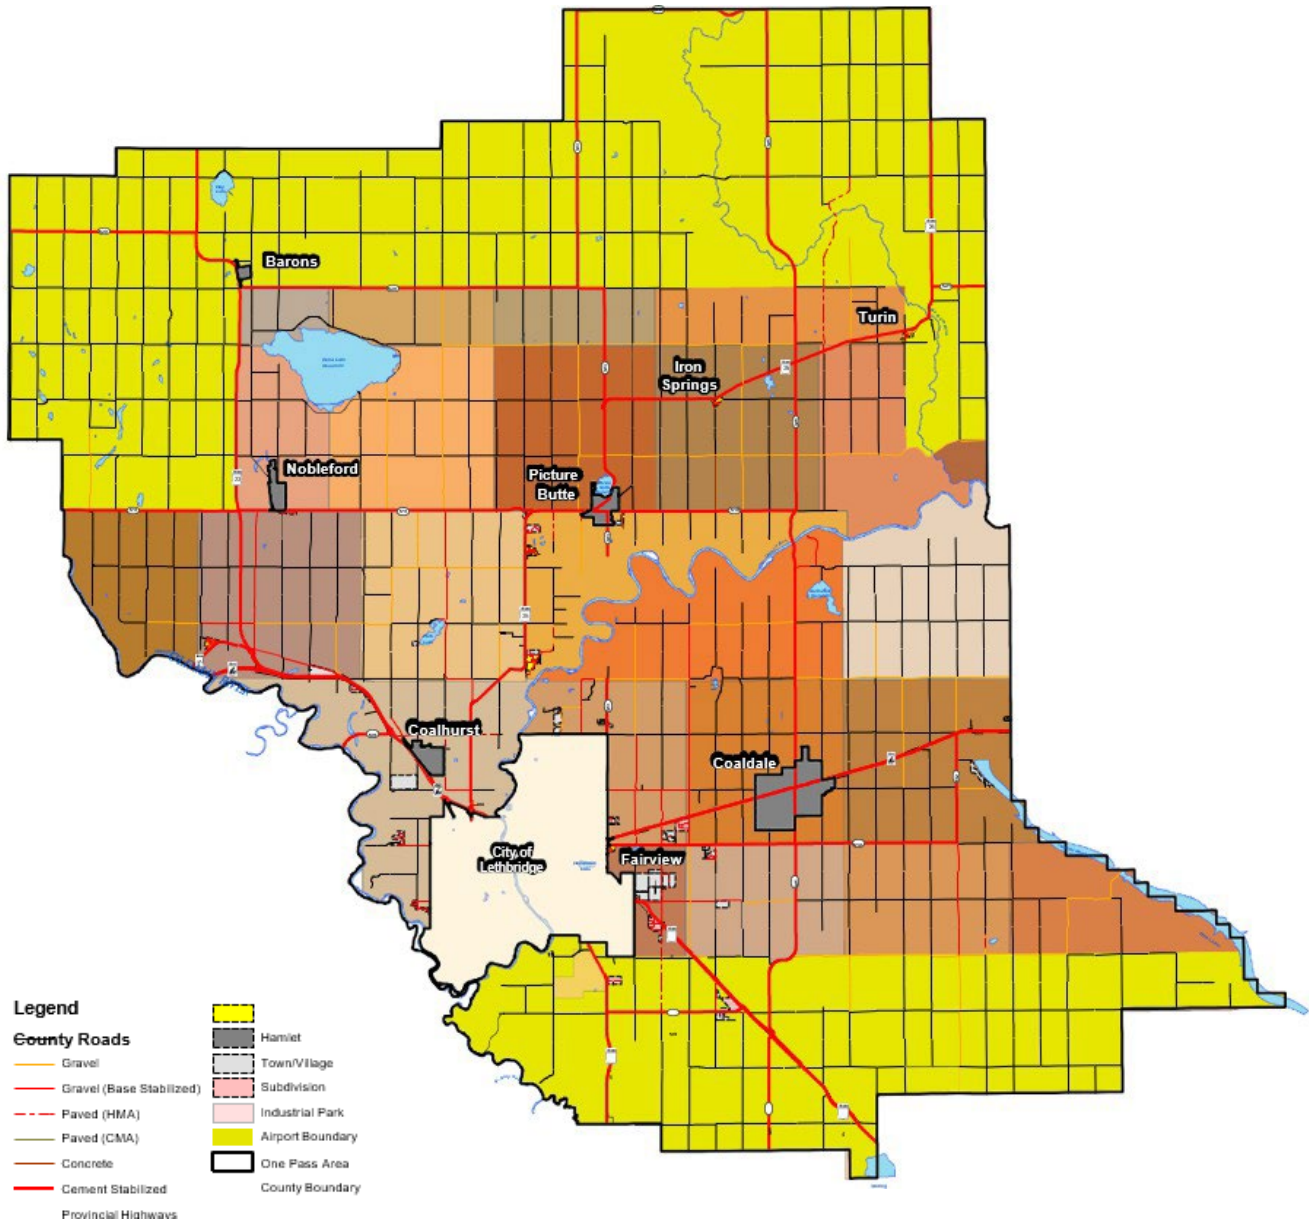 Barons
Turin
Iron
Springs
Nobleford
Picture
Butte
Coalhurst
Coaldale
City of
Lethbridge
Fairview
Legend
County Roads
Gravel
Gravel (Base Stabilized)
Paved (HMA)
Paved (CMA)
Concrete
Cement Stabilized
Provincial Highways
Hamlet
Town/Village
Subdivision
Industrial Park
Airport Boundary
One Pass Area
County Boundary